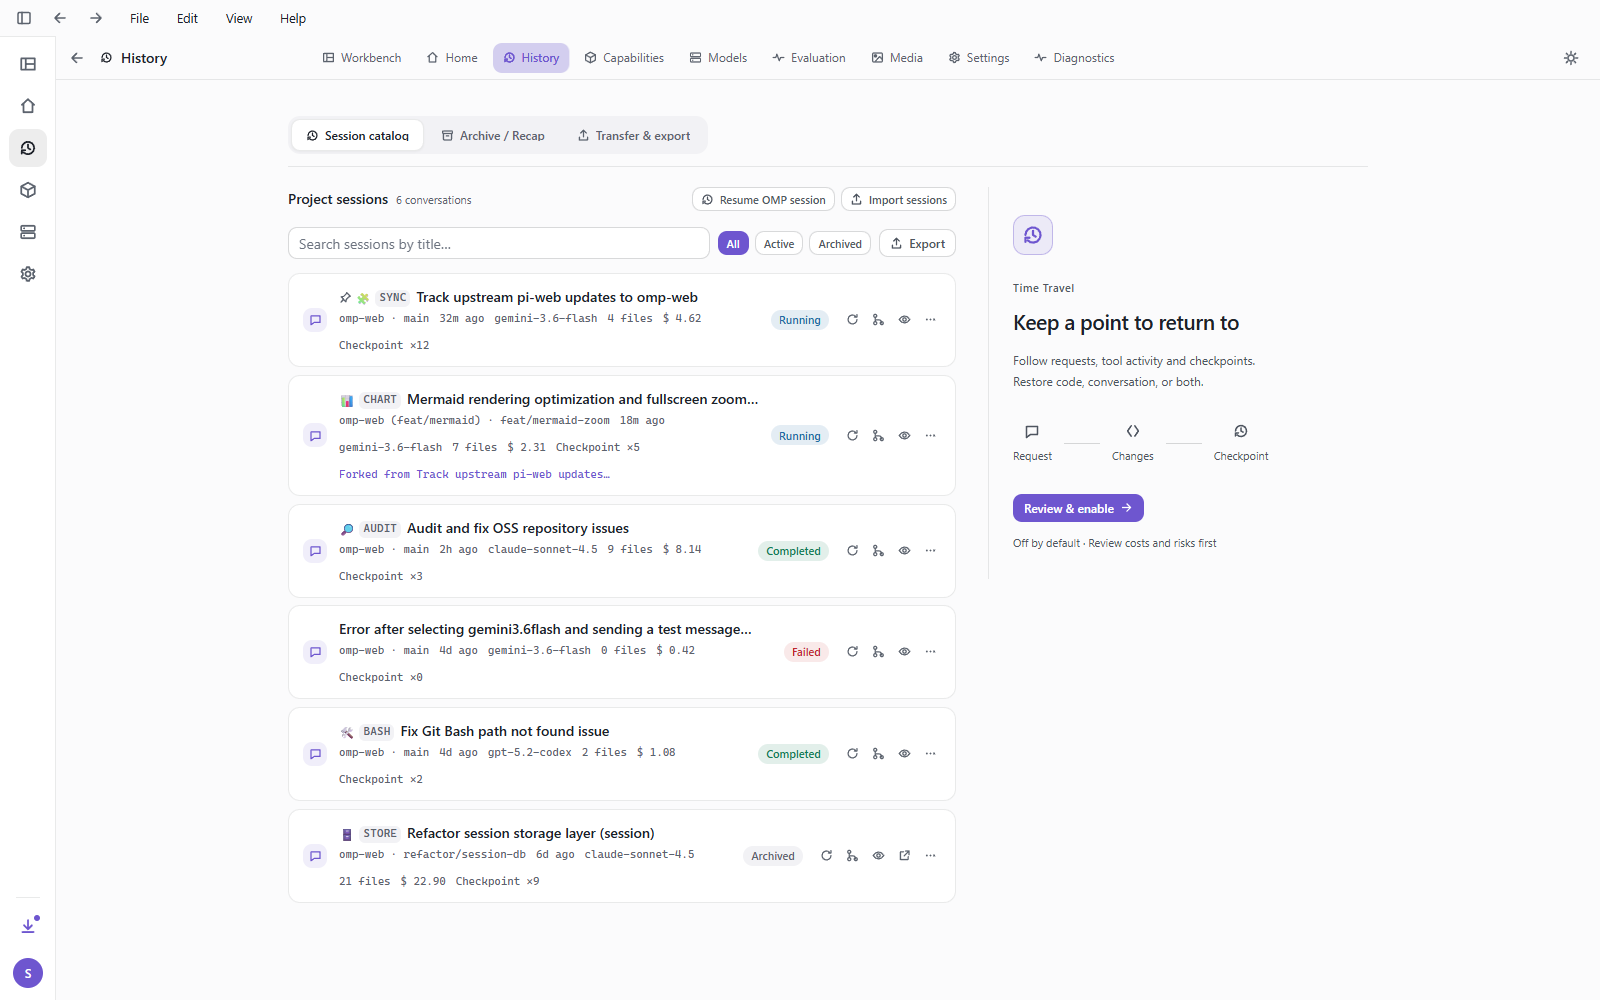 File Edit View Help
History
Workbench Home History Capabilities Models Evaluation Media Settings Diagnostics
Session catalog Archive / Recap Transfer & export
Project sessions 6 conversations Resume OMP session Import sessions
Search sessions by title... All Active Archived Export
SYNC Track upstream pi-web updates to omp-web
omp-web · main 32m ago gemini-3.6-flash 4 files $ 4.62
Checkpoint ×12
Running
CHART Mermaid rendering optimization and fullscreen zoom...
omp-web (feat/mermaid) · feat/mermaid-zoom 18m ago
gemini-3.6-flash 7 files $ 2.31 Checkpoint ×5
Forked from Track upstream pi-web updates…
Running
AUDIT Audit and fix OSS repository issues
omp-web · main 2h ago claude-sonnet-4.5 9 files $ 8.14
Checkpoint ×3
Completed
Error after selecting gemini3.6flash and sending a test message...
omp-web · main 4d ago gemini-3.6-flash 0 files $ 0.42
Checkpoint ×0
Failed
BASH Fix Git Bash path not found issue
omp-web · main 4d ago gpt-5.2-codex 2 files $ 1.08
Checkpoint ×2
Completed
STORE Refactor session storage layer (session)
omp-web · refactor/session-db 6d ago claude-sonnet-4.5
21 files $ 22.90 Checkpoint ×9
Archived
Time Travel
Keep a point to return to
Follow requests, tool activity and checkpoints.
Restore code, conversation, or both.
Request Changes Checkpoint
Review & enable
Off by default · Review costs and risks first
S